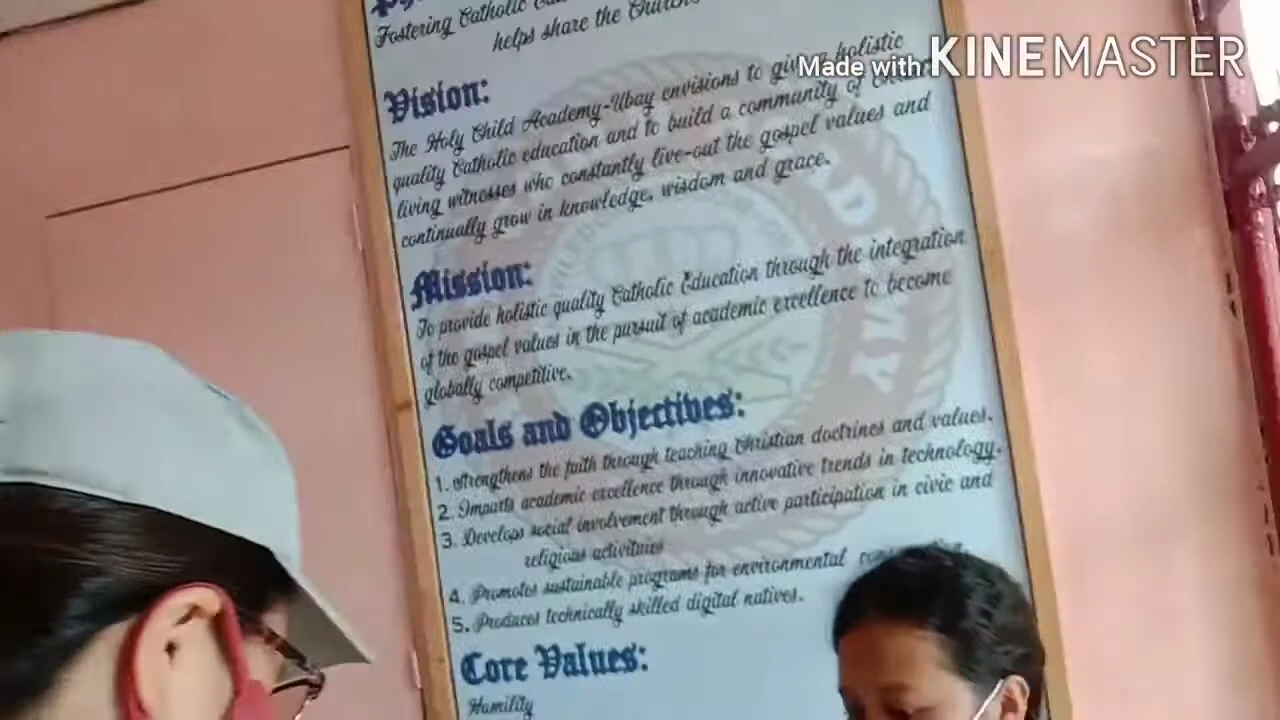 Fostering Catholic
helps share the Church's
Made with KINEMASTER
Vision:
The Holy Child Academy-Ubay envisions to give holistic
quality Catholic education and to build a community of
living witnesses who constantly live-out the gospel values and
continually grow in knowledge, wisdom and grace.
Mission:
To provide holistic quality Catholic Education through the integration
of the gospel values in the pursuit of academic excellence to become
globally competitive.
Goals and Objectives:
1. Strengthens the faith through teaching Christian doctrines and values.
2. Imparts academic excellence through innovative trends in technology.
3. Develops social involvement through active participation in civic and
religious activities
4. Promotes sustainable programs for environmental
5. Produces technically skilled digital natives.
Core Values:
Humility